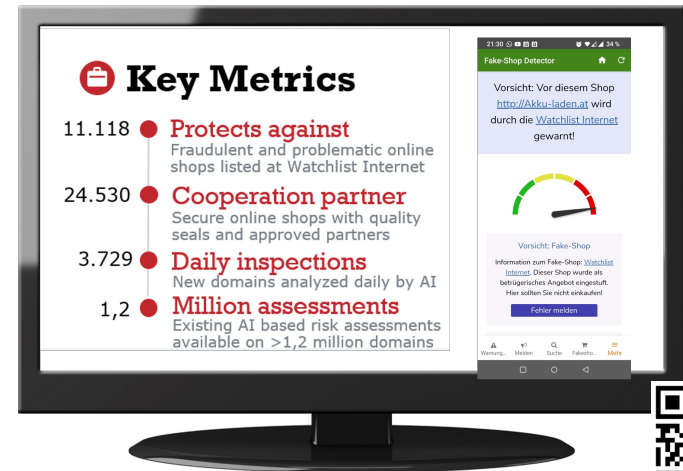 Key Metrics
11.118
Protects against
Fraudulent and problematic online
shops listed at Watchlist Internet
24.530
Cooperation partner
Secure online shops with quality
seals and approved partners
3.729
Daily inspections
New domains analyzed daily by AI
1,2
Million assessments
Existing AI based risk assessments
available on >1,2 million domains
21:30
34 %
Fake-Shop Detector
Vorsicht: Vor diesem Shop
http://Akku-laden.at wird
durch die Watchlist Internet
gewarnt!
Vorsicht: Fake-Shop
Information zum Fake-Shop: Watchlist
Internet. Dieser Shop wurde als
betrügerisches Angebot eingestuft.
Hier sollten Sie nicht einkaufen!
Fehler melden
Warnung...
Melden
Suche
Fakesho...
Mehr